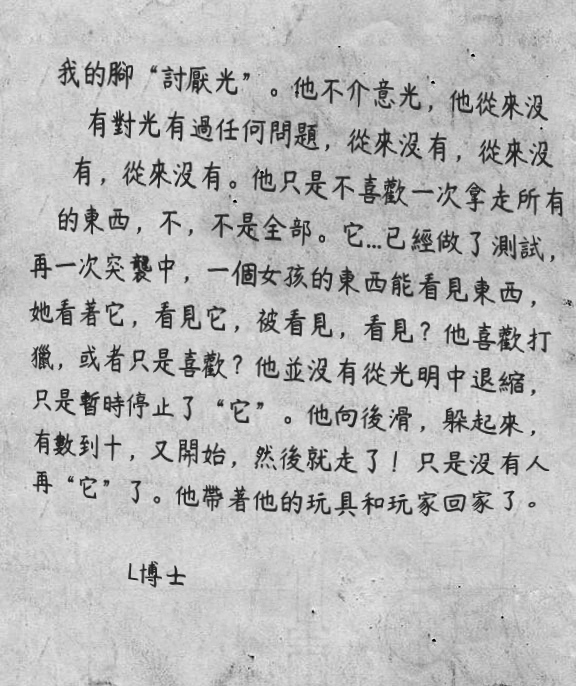 我的腳“討厭光”。他不介意光，他從來沒
有對光有過任何問題，從來沒有，從來沒
有，從來沒有。他只是不喜歡一次拿走所有
的東西，不，不是全部。它...已經做了測試，
再一次突襲中，一個女孩的東西能看見東西，
她看著它，看見它，被看見，看見？他喜歡打
獵，或者只是喜歡？他並沒有從光明中退縮，
只是暫時停止了“它”。他向後滑，躲起來，
有數到十，又開始，然後就走了！只是沒有人
再“它”了。他帶著他的玩具和玩家回家了。
L博士